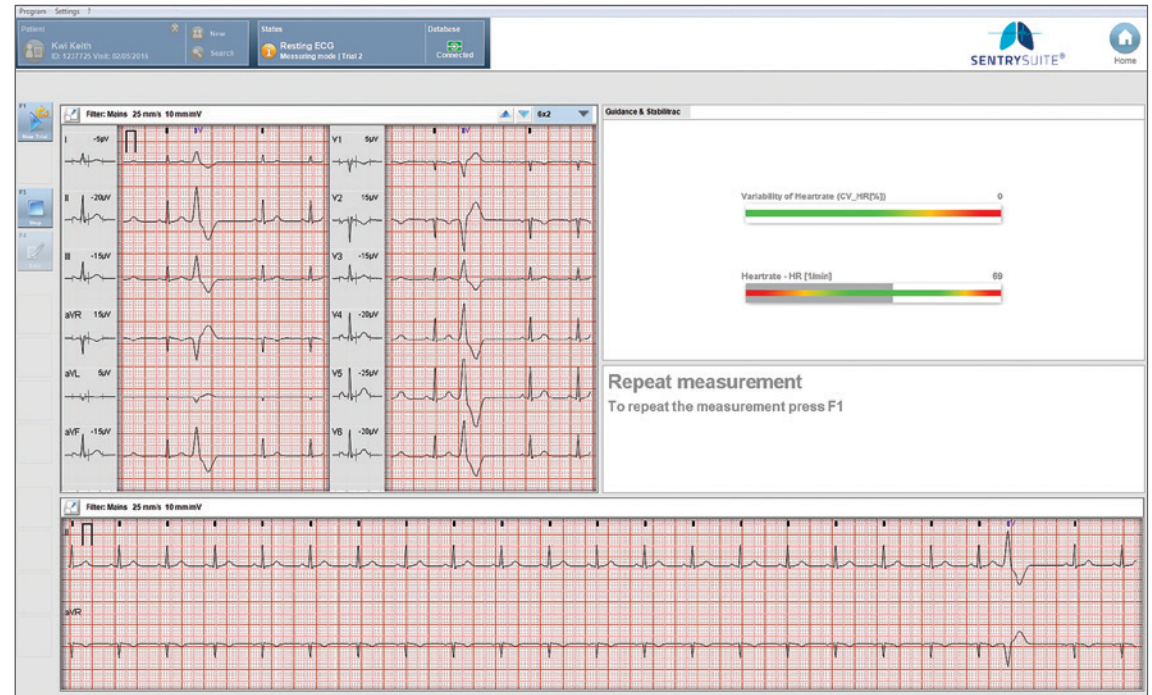 Program Settings ?
Patient
Kwi Keith
ID: 1237725 Visit: 02/05/2016
New
Search
States
Resting ECG
Measuring mode | Trial 2
Database
Connected
SENTRYSUITE®
Home
F1
New Trial
F3
Stop
F4
Filter: Mains 25 mm/s 10 mm/mV
6x2
I -5µV
V1 5µV
II -20µV
V2 15µV
III -15µV
V3 -15µV
aVR 15µV
V4 -20µV
aVL 5µV
V5 -25µV
aVF -15µV
V6 -20µV
V
V
Guidance & Stabilitrac
Variability of Heartrate (CV_HR[%]) 0
Heartrate - HR [1/min] 69
Repeat measurement
To repeat the measurement press F1
Filter: Mains 25 mm/s 10 mm/mV
II
V
aVR